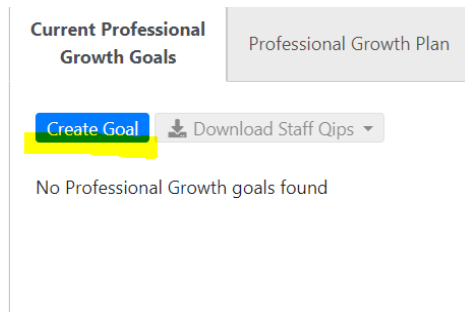 Current Professional
Growth Goals
Professional Growth Plan
Create Goal
Download Staff Qips
No Professional Growth goals found